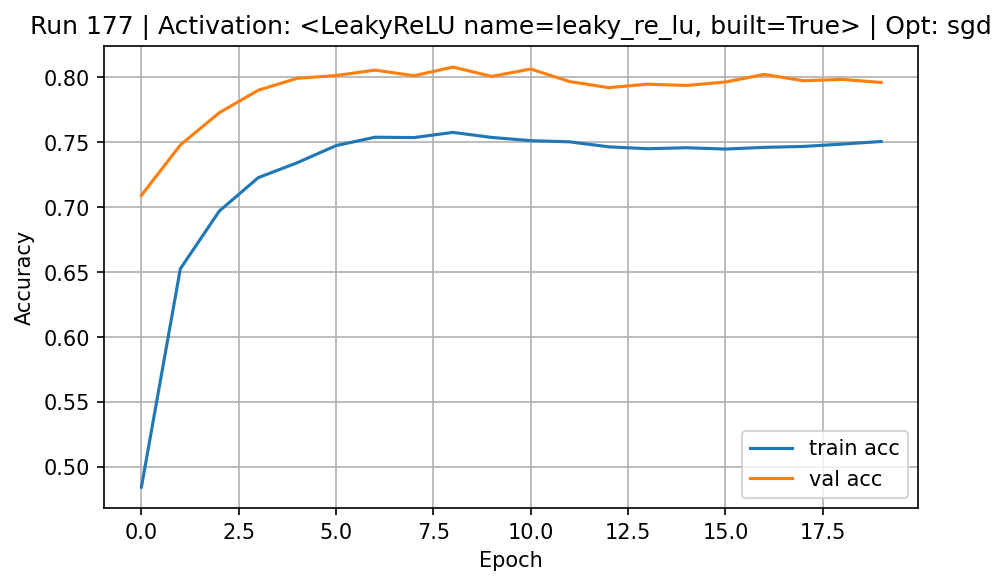 Run 177 | Activation: <LeakyReLU name=leaky_re_lu, built=True> | Opt: sgd
0.80
0.75
0.70
0.65
0.60
0.55
0.50
Accuracy
train acc
val acc
0.0 2.5 5.0 7.5 10.0 12.5 15.0 17.5
Epoch